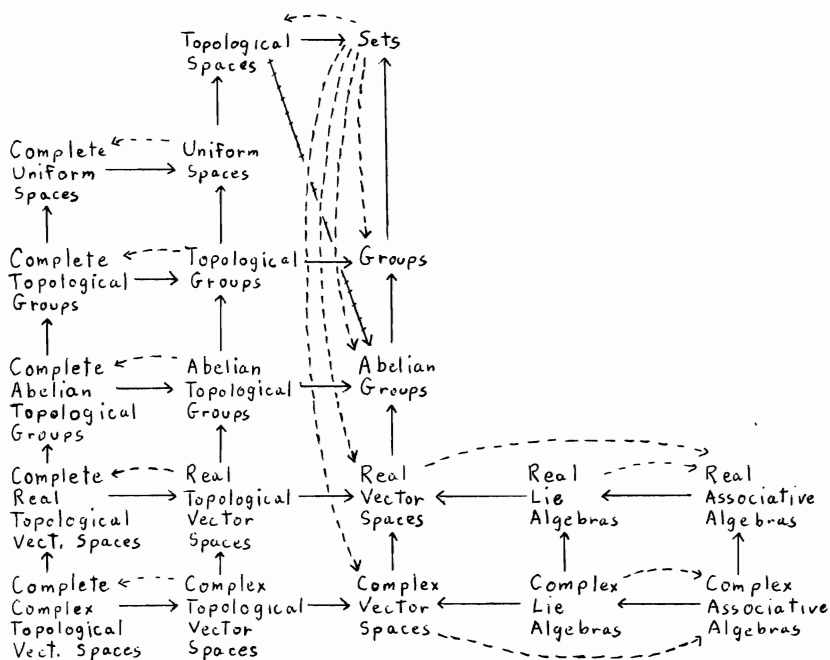 Topological
Spaces
Sets
Complete
Uniform
Spaces
Uniform
Spaces
Complete
Topological
Groups
Topological
Groups
Groups
Complete
Abelian
Topological
Groups
Abelian
Topological
Groups
Abelian
Groups
Complete
Real
Topological
Vect. Spaces
Real
Topological
Vector
Spaces
Real
Vector
Spaces
Real
Lie
Algebras
Real
Associative
Algebras
Complete
Complex
Topological
Vect. Spaces
Complex
Topological
Vector
Spaces
Complex
Vector
Spaces
Complex
Lie
Algebras
Complex
Associative
Algebras